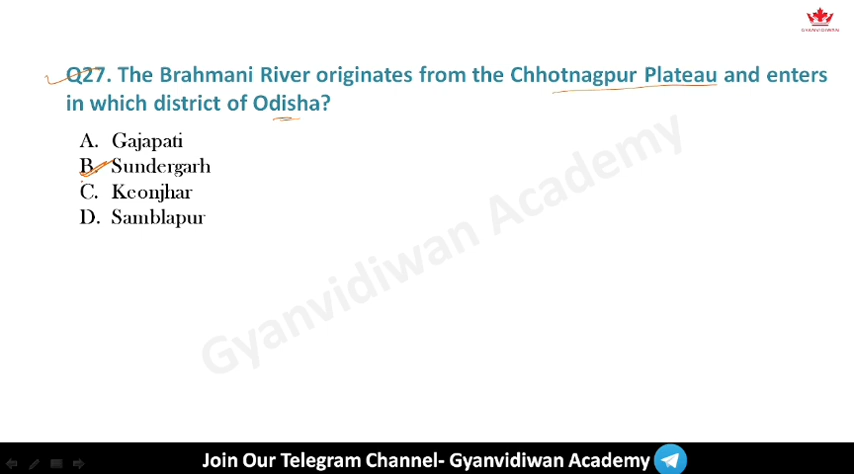 GYANVIDIWAN
Q27. The Brahmani River originates from the Chhotnagpur Plateau and enters
in which district of Odisha?
A. Gajapati
B. Sundergarh
C. Keonjhar
D. Samblapur
Gyanvidiwan Academy
Join Our Telegram Channel- Gyanvidiwan Academy